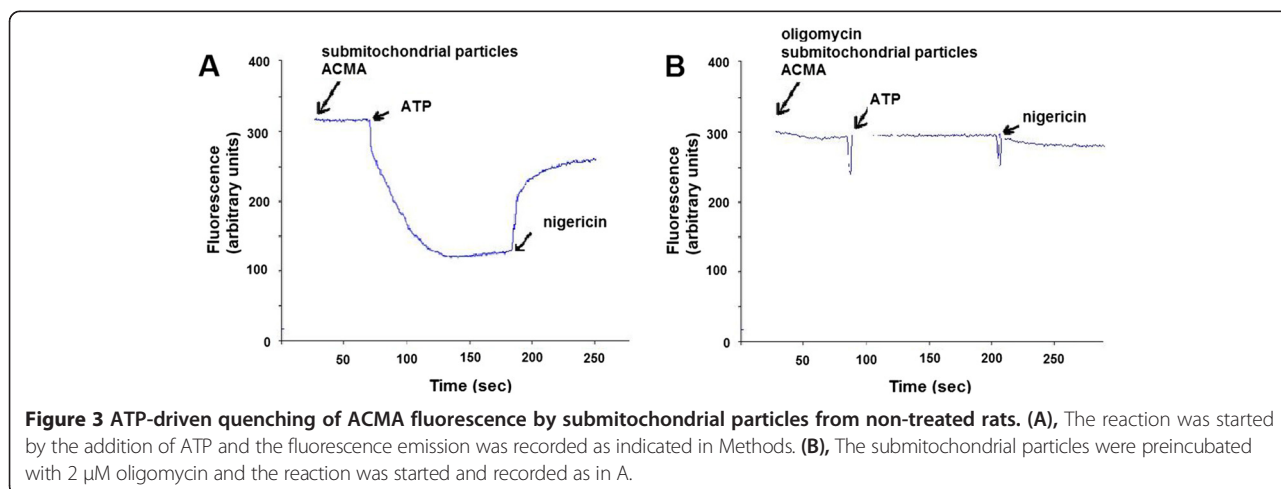 A
submitochondrial particles
ACMA
ATP
nigericin
400
300
200
100
0
50
100
150
200
250
Fluorescence
(arbitrary units)
Time (sec)
B
oligomycin
submitochondrial particles
ACMA
ATP
nigericin
400
300
200
100
0
50
100
150
200
250
Fluorescence
(arbitrary units)
Time (sec)
Figure 3 ATP-driven quenching of ACMA fluorescence by submitochondrial particles from non-treated rats. (A), The reaction was started
by the addition of ATP and the fluorescence emission was recorded as indicated in Methods. (B), The submitochondrial particles were preincubated
with 2 μM oligomycin and the reaction was started and recorded as in A.